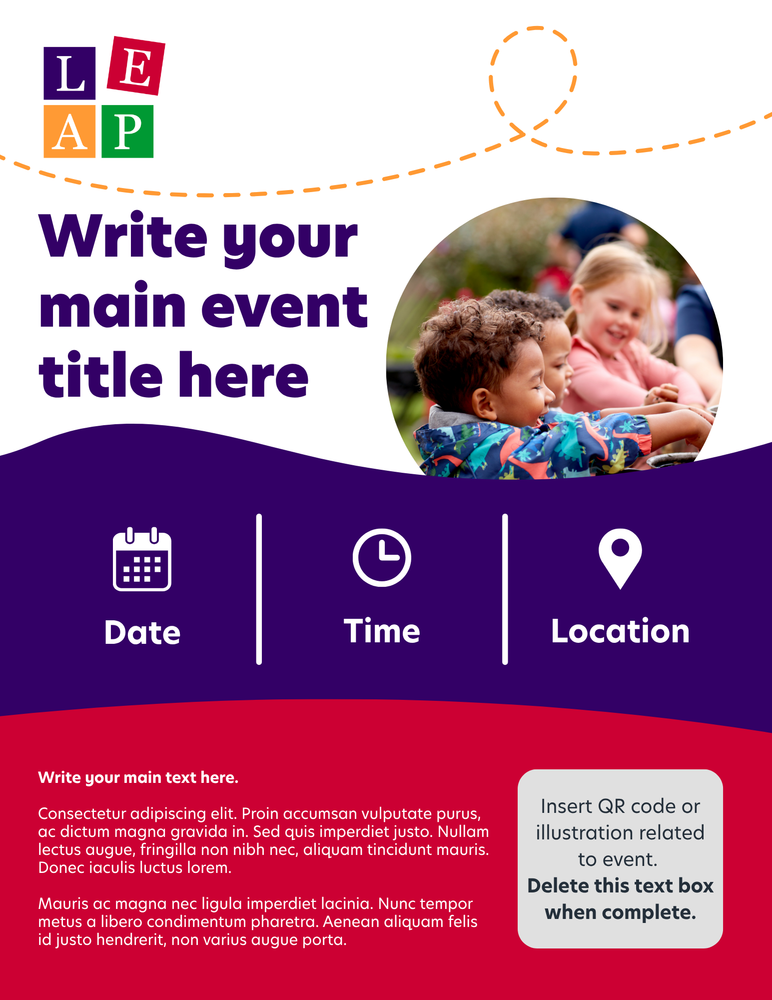 L E
A P
Write your
main event
title here
Date
Time
Location
Write your main text here.
Consectetur adipiscing elit. Proin accumsan vulputate purus,
ac dictum magna gravida in. Sed quis imperdiet justo. Nullam
lectus augue, fringilla non nibh nec, aliquam tincidunt mauris.
Donec iaculis luctus lorem.
Mauris ac magna nec ligula imperdiet lacinia. Nunc tempor
metus a libero condimentum pharetra. Aenean aliquam felis
id justo hendrerit, non varius augue porta.
Insert QR code or
illustration related
to event.
Delete this text box
when complete.